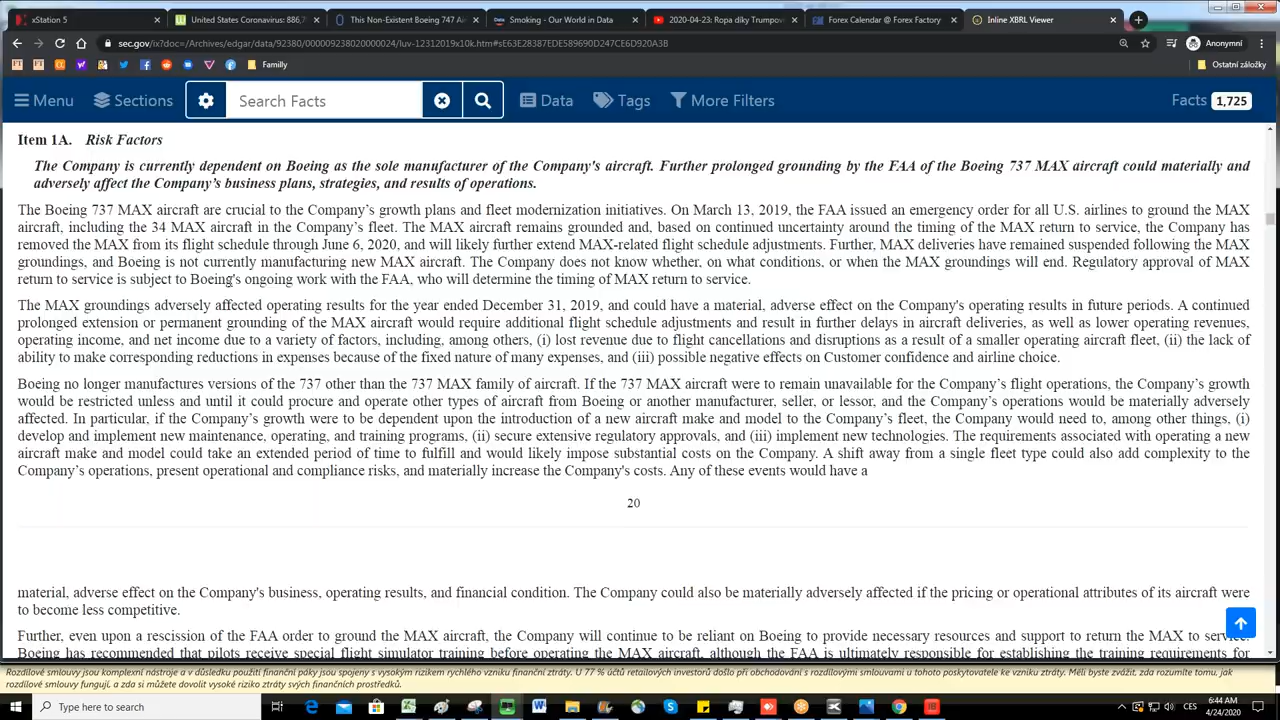 xStation 5
United States Coronavirus: 886,7
This Non-Existent Boeing 747 Air
Smoking - Our World in Data
2020-04-23: Ropa díky Trumpov
Forex Calendar @ Forex Factory
Inline XBRL Viewer
sec.gov/ix?doc=/Archives/edgar/data/92380/000009238020000024/luv-12312019x10k.htm#sE63E28387EDE589690D247CE6D920A3B
Anonymní
Familly
Ostatní záložky
Menu Sections Search Facts Data Tags More Filters Facts 1,725
Item 1A. Risk Factors
The Company is currently dependent on Boeing as the sole manufacturer of the Company's aircraft. Further prolonged grounding by the FAA of the Boeing 737 MAX aircraft could materially and
adversely affect the Company's business plans, strategies, and results of operations.
The Boeing 737 MAX aircraft are crucial to the Company's growth plans and fleet modernization initiatives. On March 13, 2019, the FAA issued an emergency order for all U.S. airlines to ground the MAX
aircraft, including the 34 MAX aircraft in the Company's fleet. The MAX aircraft remains grounded and, based on continued uncertainty around the timing of the MAX return to service, the Company has
removed the MAX from its flight schedule through June 6, 2020, and will likely further extend MAX-related flight schedule adjustments. Further, MAX deliveries have remained suspended following the MAX
groundings, and Boeing is not currently manufacturing new MAX aircraft. The Company does not know whether, on what conditions, or when the MAX groundings will end. Regulatory approval of MAX
return to service is subject to Boeing's ongoing work with the FAA, who will determine the timing of MAX return to service.
The MAX groundings adversely affected operating results for the year ended December 31, 2019, and could have a material, adverse effect on the Company's operating results in future periods. A continued
prolonged extension or permanent grounding of the MAX aircraft would require additional flight schedule adjustments and result in further delays in aircraft deliveries, as well as lower operating revenues,
operating income, and net income due to a variety of factors, including, among others, (i) lost revenue due to flight cancellations and disruptions as a result of a smaller operating aircraft fleet, (ii) the lack of
ability to make corresponding reductions in expenses because of the fixed nature of many expenses, and (iii) possible negative effects on Customer confidence and airline choice.
Boeing no longer manufactures versions of the 737 other than the 737 MAX family of aircraft. If the 737 MAX aircraft were to remain unavailable for the Company's flight operations, the Company's growth
would be restricted unless and until it could procure and operate other types of aircraft from Boeing or another manufacturer, seller, or lessor, and the Company's operations would be materially adversely
affected. In particular, if the Company's growth were to be dependent upon the introduction of a new aircraft make and model to the Company's fleet, the Company would need to, among other things, (i)
develop and implement new maintenance, operating, and training programs, (ii) secure extensive regulatory approvals, and (iii) implement new technologies. The requirements associated with operating a new
aircraft make and model could take an extended period of time to fulfill and would likely impose substantial costs on the Company. A shift away from a single fleet type could also add complexity to the
Company's operations, present operational and compliance risks, and materially increase the Company's costs. Any of these events would have a
20
material, adverse effect on the Company's business, operating results, and financial condition. The Company could also be materially adversely affected if the pricing or operational attributes of its aircraft were
to become less competitive.
Further, even upon a rescission of the FAA order to ground the MAX aircraft, the Company will continue to be reliant on Boeing to provide necessary resources and support to return the MAX to service.
Boeing has recommended that pilots receive special flight simulator training before operating the MAX aircraft, although the FAA is ultimately responsible for establishing the training requirements for
Rozdílové smlouvy jsou komplexní nástroje a v důsledku použití finanční páky jsou spojeny s vysokým rizikem rychlého vzniku finanční ztráty. U 77 % účtů retailových investorů došlo při obchodování s rozdílovými smlouvami u tohoto poskytovatele ke vzniku ztráty. Měli byste zvážit, zda rozumíte tomu, jak
rozdílové smlouvy fungují, a zda si můžete dovolit vysoké riziko ztráty svých finančních prostředků.
Type here to search
CES
6:44 AM
4/24/2020